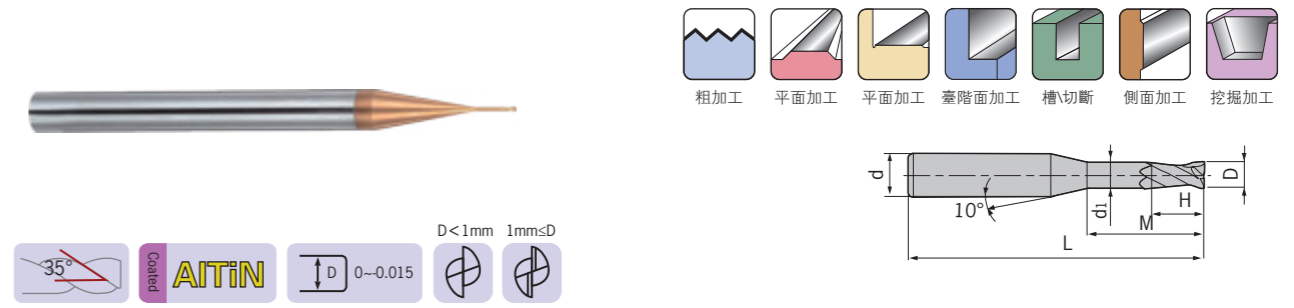 粗加工
平面加工
平面加工
臺階面加工
槽\切斷
側面加工
挖掘加工
d
10°
d1
D
H
M
L
35°
Coated
AlTiN
D
0~-0.015
D<1mm
1mm≤D